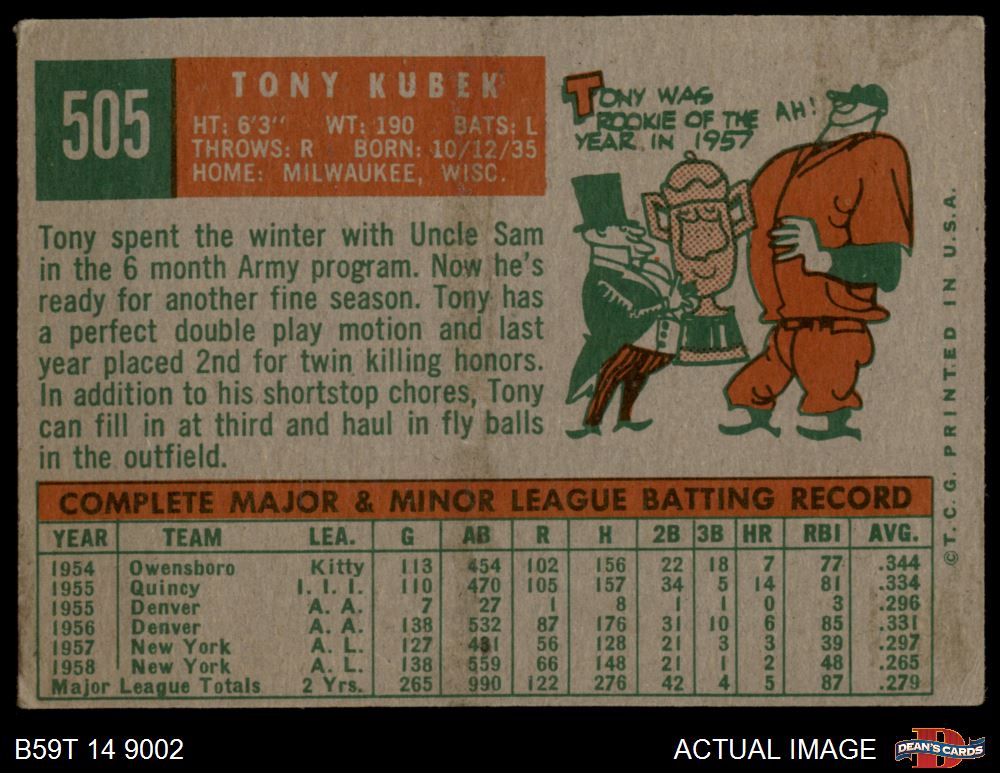 505
TONY KUBEK
HT: 6'3" WT: 190 BATS: L
THROWS: R BORN: 10/12/35
HOME: MILWAUKEE, WISC.
TONY WAS
ROOKIE OF THE
YEAR IN 1957
AH!
Tony spent the winter with Uncle Sam
in the 6 month Army program. Now he's
ready for another fine season. Tony has
a perfect double play motion and last
year placed 2nd for twin killing honors.
In addition to his shortstop chores, Tony
can fill in at third and haul in fly balls
in the outfield.
COMPLETE MAJOR & MINOR LEAGUE BATTING RECORD
YEAR TEAM LEA. G AB R H 2B 3B HR RBI AVG.
1954 Owensboro Kitty 113 454 102 156 22 18 7 77 .344
1955 Quincy I. I. I. 110 470 105 157 34 5 14 81 .334
1955 Denver A. A. 7 27 1 8 1 1 0 3 .296
1956 Denver A. A. 138 532 87 176 31 10 6 85 .331
1957 New York A. L. 127 431 56 128 21 3 3 39 .297
1958 New York A. L. 138 559 66 148 21 1 2 48 .265
Major League Totals 2 Yrs. 265 990 122 276 42 4 5 87 .279
©T.C.G. PRINTED IN U.S.A.
B59T 14 9002
ACTUAL IMAGE
DEAN'S CARDS